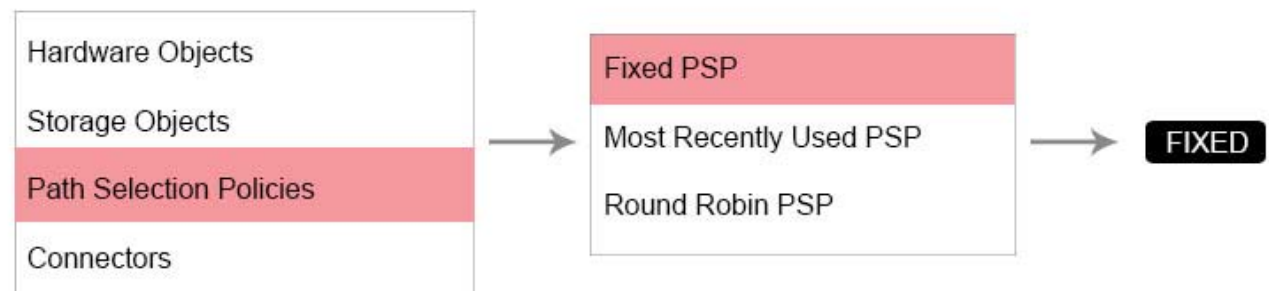 Hardware Objects
Storage Objects
Path Selection Policies
Connectors
Fixed PSP
Most Recently Used PSP
Round Robin PSP
FIXED